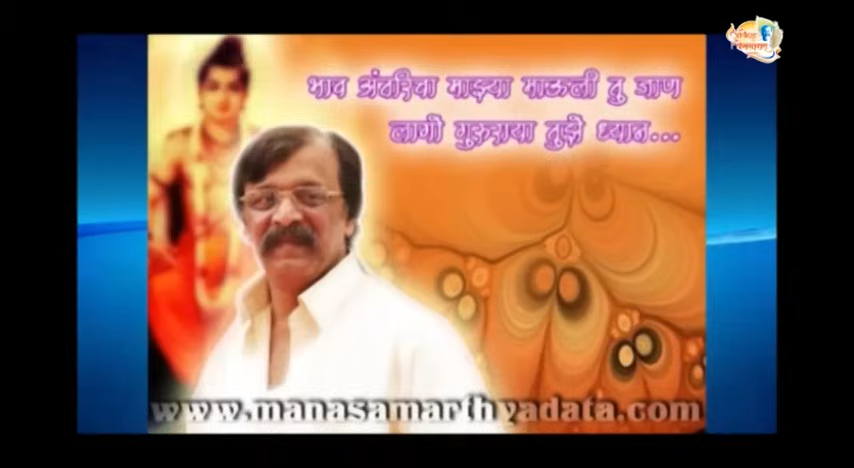 भाव अंतरिचा माझ्या माऊली तु जाण
लागो गुरुराया तुझे ध्यान...
www.manasamarthyadata.com